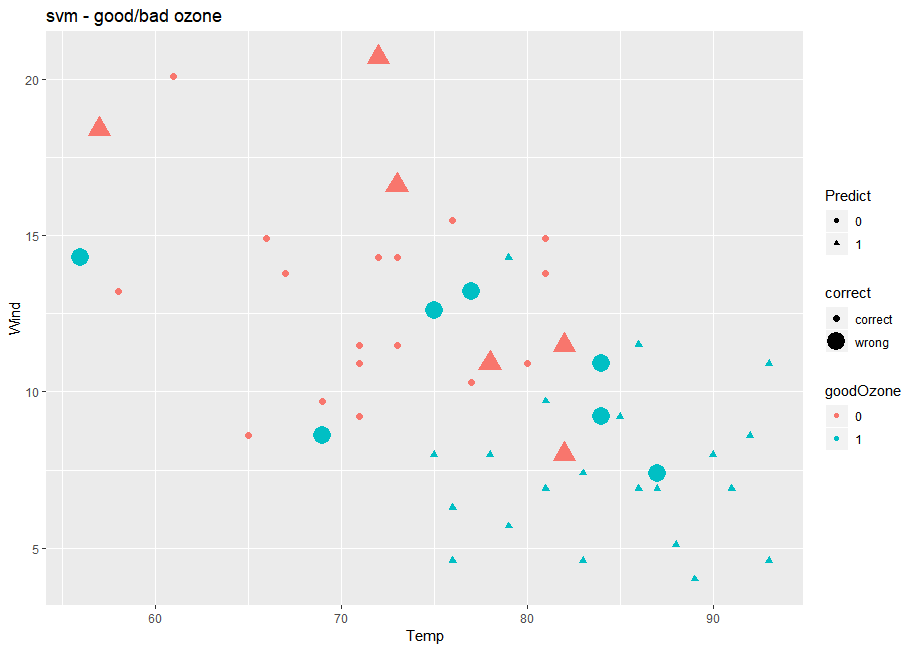 svm - good/bad ozone
20
15
10
5
Wind
60 70 80 90
Temp
Predict
0
1
correct
correct
wrong
goodOzone
0
1